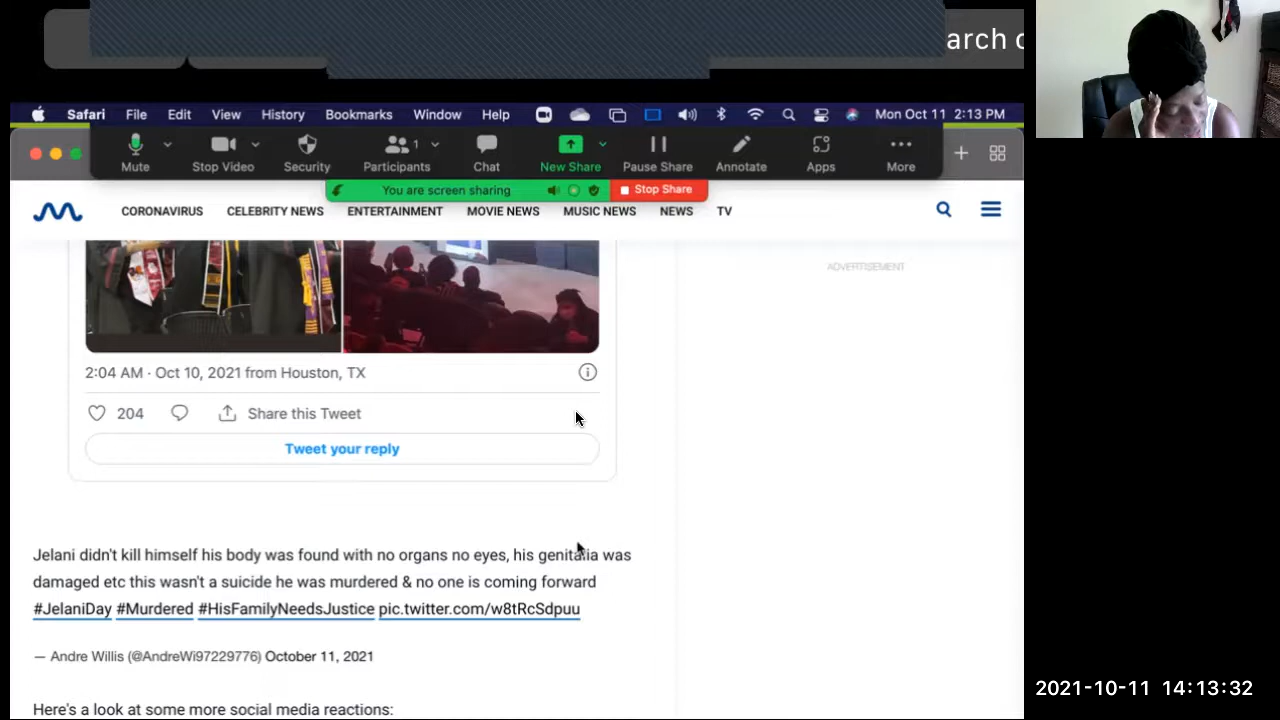 arch
Safari File Edit View History Bookmarks Window Help Mon Oct 11 2:13 PM
Mute Stop Video Security Participants 1 Chat New Share Pause Share Annotate Apps More
You are screen sharing Stop Share
CORONAVIRUS CELEBRITY NEWS ENTERTAINMENT MOVIE NEWS MUSIC NEWS NEWS TV
ADVERTISEMENT
2:04 AM · Oct 10, 2021 from Houston, TX
204 Share this Tweet
Tweet your reply
Jelani didn't kill himself his body was found with no organs no eyes, his genitalia was
damaged etc this wasn't a suicide he was murdered & no one is coming forward
#JelaniDay #Murdered #HisFamilyNeedsJustice pic.twitter.com/w8tRcSdpuu
— Andre Willis (@AndreWi97229776) October 11, 2021
Here's a look at some more social media reactions:
2021-10-11 14:13:32